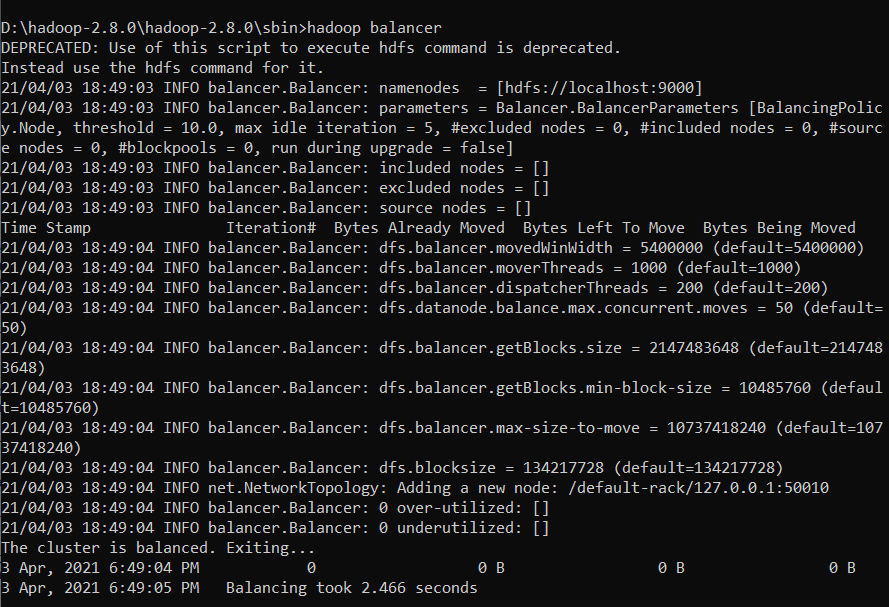 D:\hadoop-2.8.0\hadoop-2.8.0\sbin>hadoop balancer
DEPRECATED: Use of this script to execute hdfs command is deprecated.
Instead use the hdfs command for it.
21/04/03 18:49:03 INFO balancer.Balancer: namenodes  = [hdfs://localhost:9000]
21/04/03 18:49:03 INFO balancer.Balancer: parameters = Balancer.BalancerParameters [BalancingPolic
y.Node, threshold = 10.0, max idle iteration = 5, #excluded nodes = 0, #included nodes = 0, #sourc
e nodes = 0, #blockpools = 0, run during upgrade = false]
21/04/03 18:49:03 INFO balancer.Balancer: included nodes = []
21/04/03 18:49:03 INFO balancer.Balancer: excluded nodes = []
21/04/03 18:49:03 INFO balancer.Balancer: source nodes = []
Time Stamp               Iteration#  Bytes Already Moved  Bytes Left To Move  Bytes Being Moved
21/04/03 18:49:04 INFO balancer.Balancer: dfs.balancer.movedWinWidth = 5400000 (default=5400000)
21/04/03 18:49:04 INFO balancer.Balancer: dfs.balancer.moverThreads = 1000 (default=1000)
21/04/03 18:49:04 INFO balancer.Balancer: dfs.balancer.dispatcherThreads = 200 (default=200)
21/04/03 18:49:04 INFO balancer.Balancer: dfs.datanode.balance.max.concurrent.moves = 50 (default=
50)
21/04/03 18:49:04 INFO balancer.Balancer: dfs.balancer.getBlocks.size = 2147483648 (default=214748
3648)
21/04/03 18:49:04 INFO balancer.Balancer: dfs.balancer.getBlocks.min-block-size = 10485760 (defaul
t=10485760)
21/04/03 18:49:04 INFO balancer.Balancer: dfs.balancer.max-size-to-move = 10737418240 (default=107
37418240)
21/04/03 18:49:04 INFO balancer.Balancer: dfs.blocksize = 134217728 (default=134217728)
21/04/03 18:49:04 INFO net.NetworkTopology: Adding a new node: /default-rack/127.0.0.1:50010
21/04/03 18:49:04 INFO balancer.Balancer: 0 over-utilized: []
21/04/03 18:49:04 INFO balancer.Balancer: 0 underutilized: []
The cluster is balanced. Exiting...
3 Apr, 2021 6:49:04 PM            0                  0 B                 0 B                0 B
3 Apr, 2021 6:49:05 PM   Balancing took 2.466 seconds